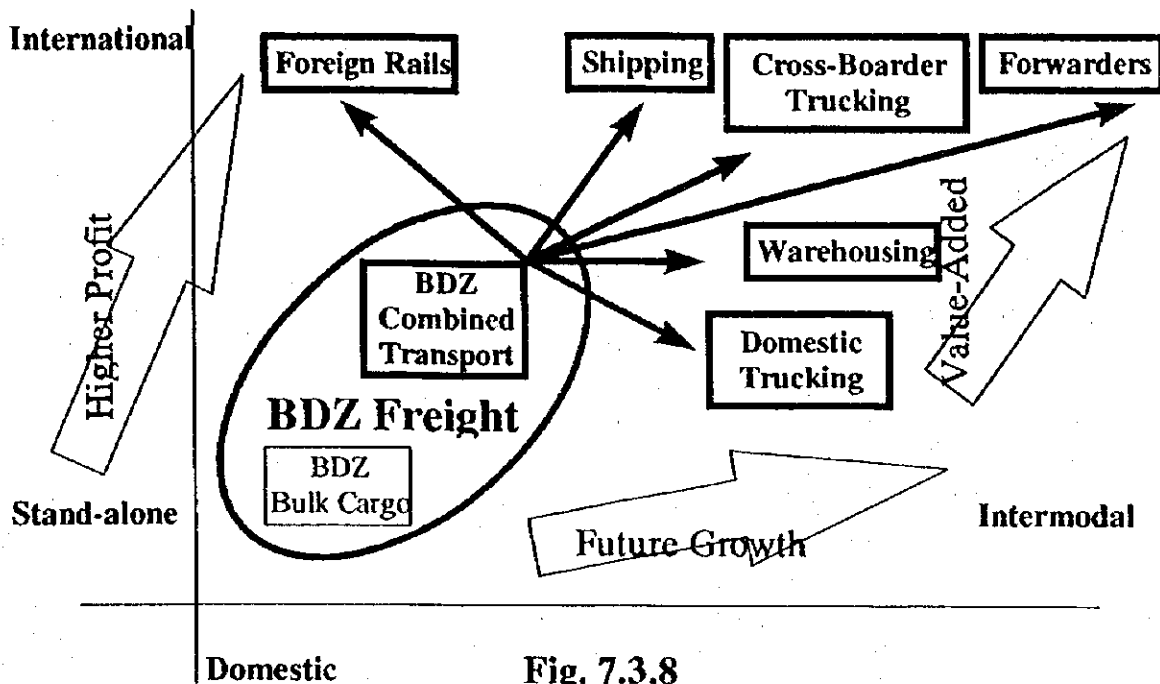 International
Foreign Rails
Shipping
Cross-Boarder
Trucking
Forwarders
Higher Profit
Value-Added
Warehousing
BDZ
Combined
Transport
Domestic
Trucking
BDZ Freight
BDZ
Bulk Cargo
Stand-alone
Future Growth
Intermodal
Domestic
Fig. 7.3.8